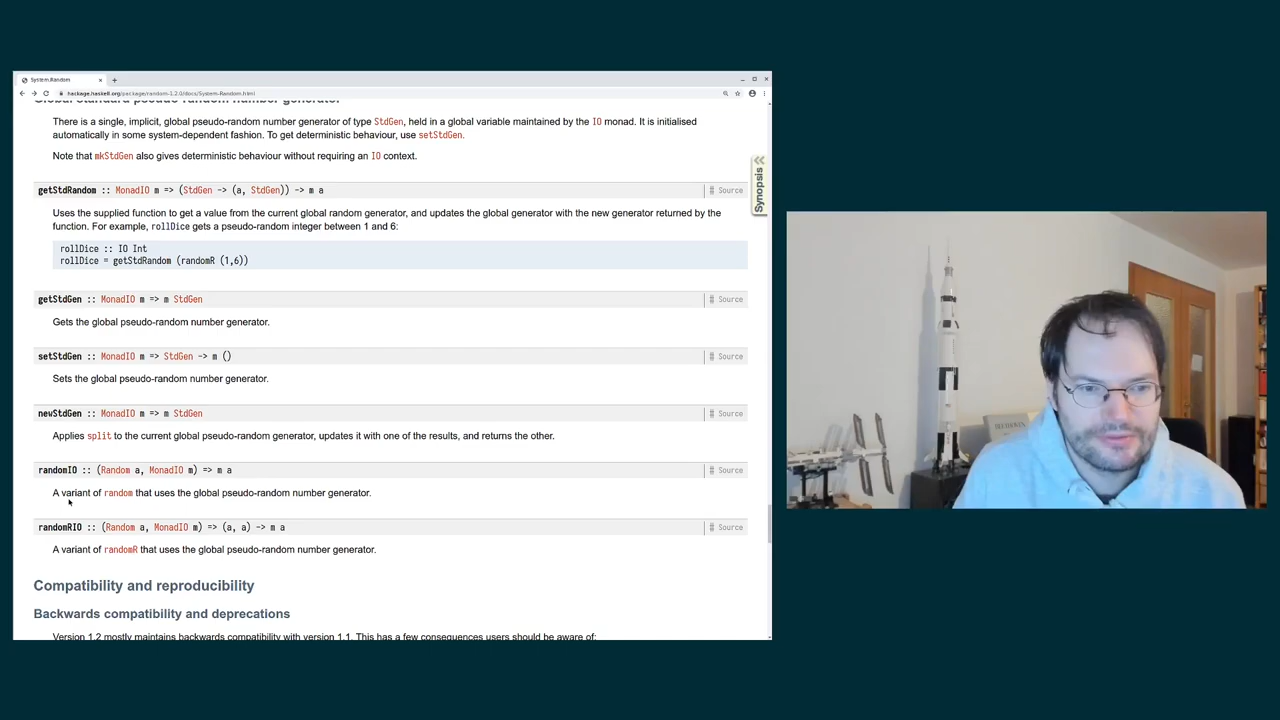 System.Random
hackage.haskell.org/package/random-1.2.0/docs/System-Random.html
Global standard pseudo-random number generator
There is a single, implicit, global pseudo-random number generator of type StdGen, held in a global variable maintained by the IO monad. It is initialised
automatically in some system-dependent fashion. To get deterministic behaviour, use setStdGen.
Note that mkStdGen also gives deterministic behaviour without requiring an IO context.
getStdRandom :: MonadIO m => (StdGen -> (a, StdGen)) -> m a
# Source
Uses the supplied function to get a value from the current global random generator, and updates the global generator with the new generator returned by the
function. For example, rollDice gets a pseudo-random integer between 1 and 6:
rollDice :: IO Int
rollDice = getStdRandom (randomR (1,6))
getStdGen :: MonadIO m => m StdGen
# Source
Gets the global pseudo-random number generator.
setStdGen :: MonadIO m => StdGen -> m ()
# Source
Sets the global pseudo-random number generator.
newStdGen :: MonadIO m => m StdGen
# Source
Applies split to the current global pseudo-random generator, updates it with one of the results, and returns the other.
randomIO :: (Random a, MonadIO m) => m a
# Source
A variant of random that uses the global pseudo-random number generator.
randomRIO :: (Random a, MonadIO m) => (a, a) -> m a
# Source
A variant of randomR that uses the global pseudo-random number generator.
Compatibility and reproducibility
Backwards compatibility and deprecations
Version 1.2 mostly maintains backwards compatibility with version 1.1. This has a few consequences users should be aware of:
Synopsis
BEETHOVEN